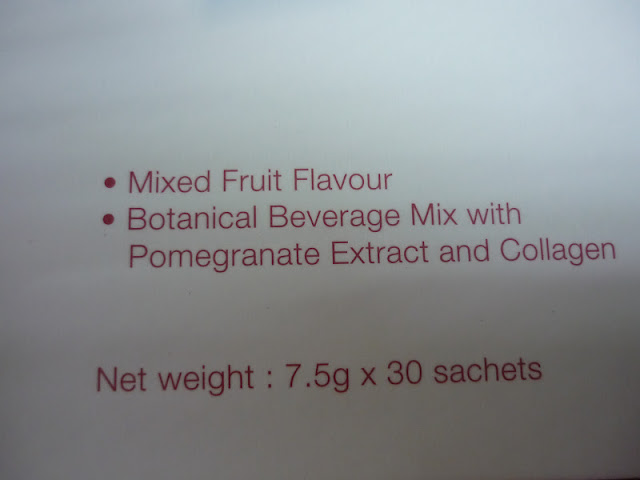 • Mixed Fruit Flavour
• Botanical Beverage Mix with
Pomegranate Extract and Collagen
Net weight : 7.5g x 30 sachets